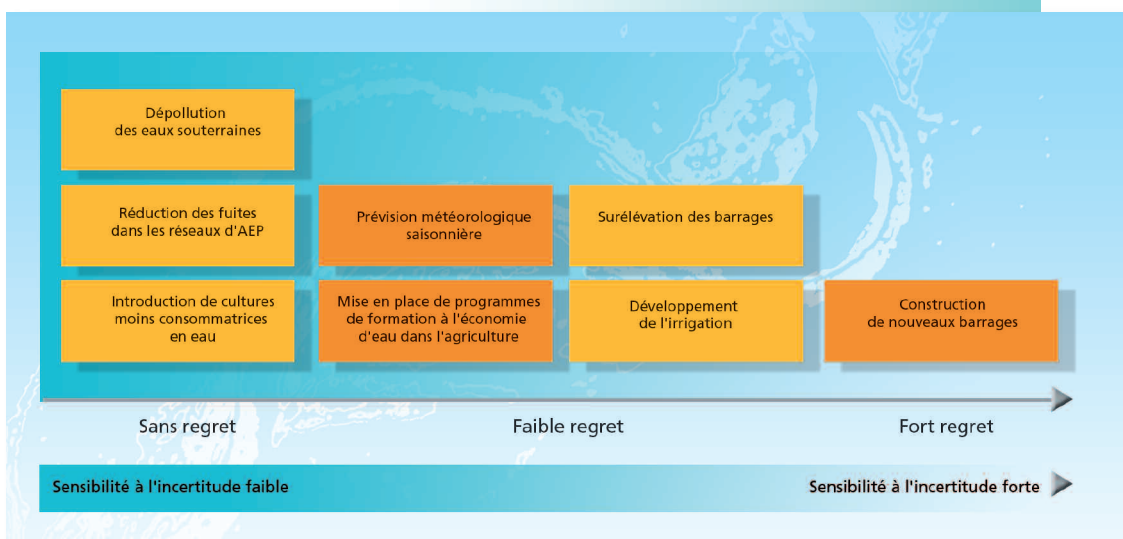 Dépollution
des eaux souterraines
Réduction des fuites
dans les réseaux d'AEP
Prévision météorologique
saisonnière
Surélévation des barrages
Introduction de cultures
moins consommatrices
en eau
Mise en place de programmes
de formation à l'économie
d'eau dans l'agriculture
Développement
de l'irrigation
Construction
de nouveaux barrages
Sans regret
Faible regret
Fort regret
Sensibilité à l'incertitude faible
Sensibilité à l'incertitude forte